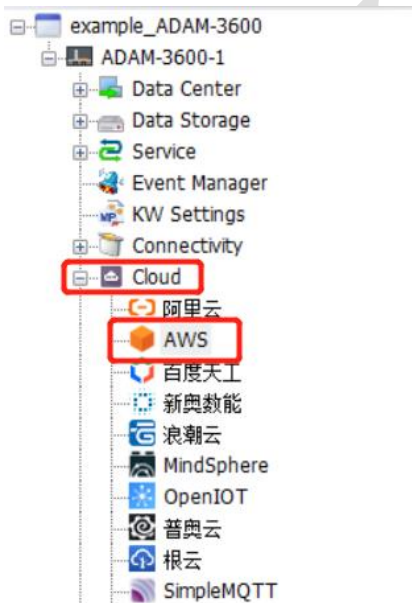 example_ADAM-3600
ADAM-3600-1
Data Center
Data Storage
Service
Event Manager
KW Settings
Connectivity
Cloud
阿里云
AWS
百度天工
新奥数能
浪潮云
MindSphere
OpenIOT
普奥云
根云
SimpleMQTT